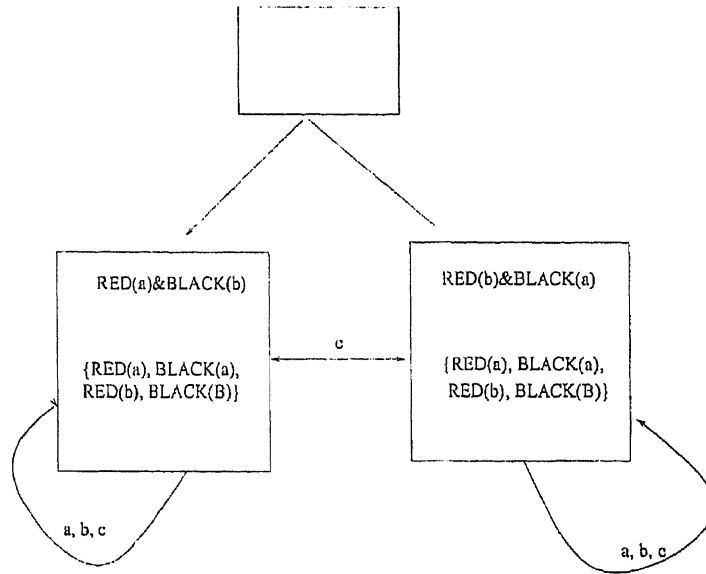 RED(a)&BLACK(b)
{RED(a), BLACK(a),
RED(b), BLACK(B)}
a, b, c
c
RED(b)&BLACK(a)
{RED(a), BLACK(a),
RED(b), BLACK(B)}
a, b, c